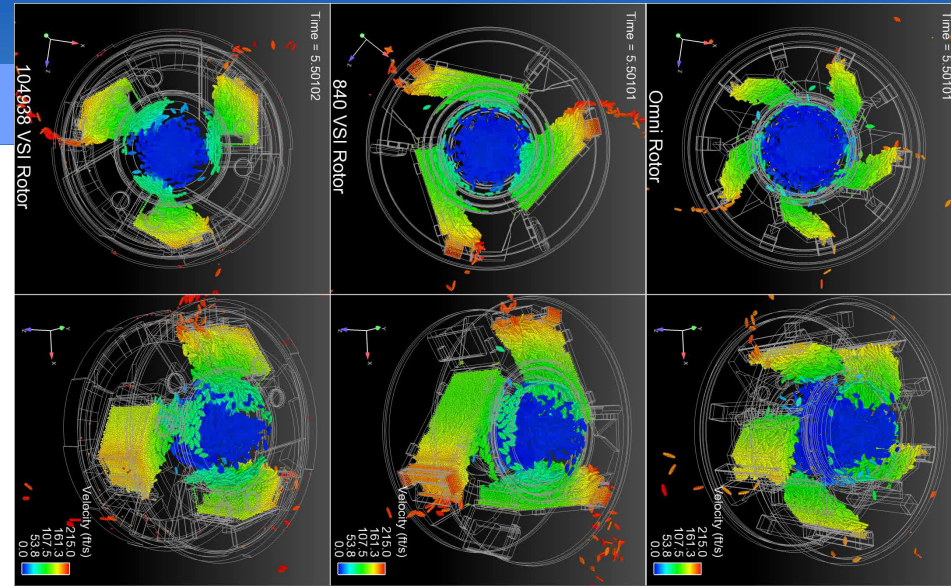 Time = 5.50101
Omni Rotor
Velocity (ft/s)
215.0
161.3
107.5
53.8
0.0
Time = 5.50101
840 VSI Rotor
Velocity (ft/s)
215.0
161.3
107.5
53.8
0.0
Time = 5.50102
104938 VSI Rotor
Velocity (ft/s)
215.0
161.3
107.5
53.8
0.0